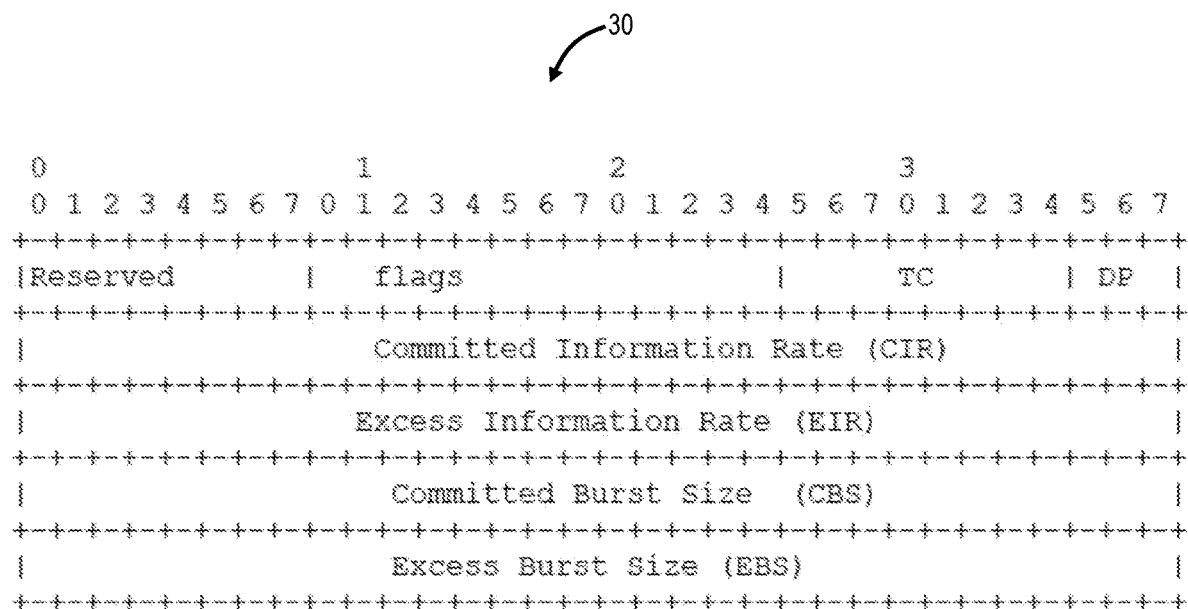 30
0 1 2 3
0 1 2 3 4 5 6 7 0 1 2 3 4 5 6 7 0 1 2 3 4 5 6 7 0 1 2 3 4 5 6 7
+-+-+-+-+-+-+-+-+-+-+-+-+-+-+-+-+-+-+-+-+-+-+-+-+-+-+-+-+-+-+-+-+
|Reserved | flags | TC | DP |
+-+-+-+-+-+-+-+-+-+-+-+-+-+-+-+-+-+-+-+-+-+-+-+-+-+-+-+-+-+-+-+-+
| Committed Information Rate (CIR) |
+-+-+-+-+-+-+-+-+-+-+-+-+-+-+-+-+-+-+-+-+-+-+-+-+-+-+-+-+-+-+-+-+
| Excess Information Rate (EIR) |
+-+-+-+-+-+-+-+-+-+-+-+-+-+-+-+-+-+-+-+-+-+-+-+-+-+-+-+-+-+-+-+-+
| Committed Burst Size (CBS) |
+-+-+-+-+-+-+-+-+-+-+-+-+-+-+-+-+-+-+-+-+-+-+-+-+-+-+-+-+-+-+-+-+
| Excess Burst Size (EBS) |
+-+-+-+-+-+-+-+-+-+-+-+-+-+-+-+-+-+-+-+-+-+-+-+-+-+-+-+-+-+-+-+-+